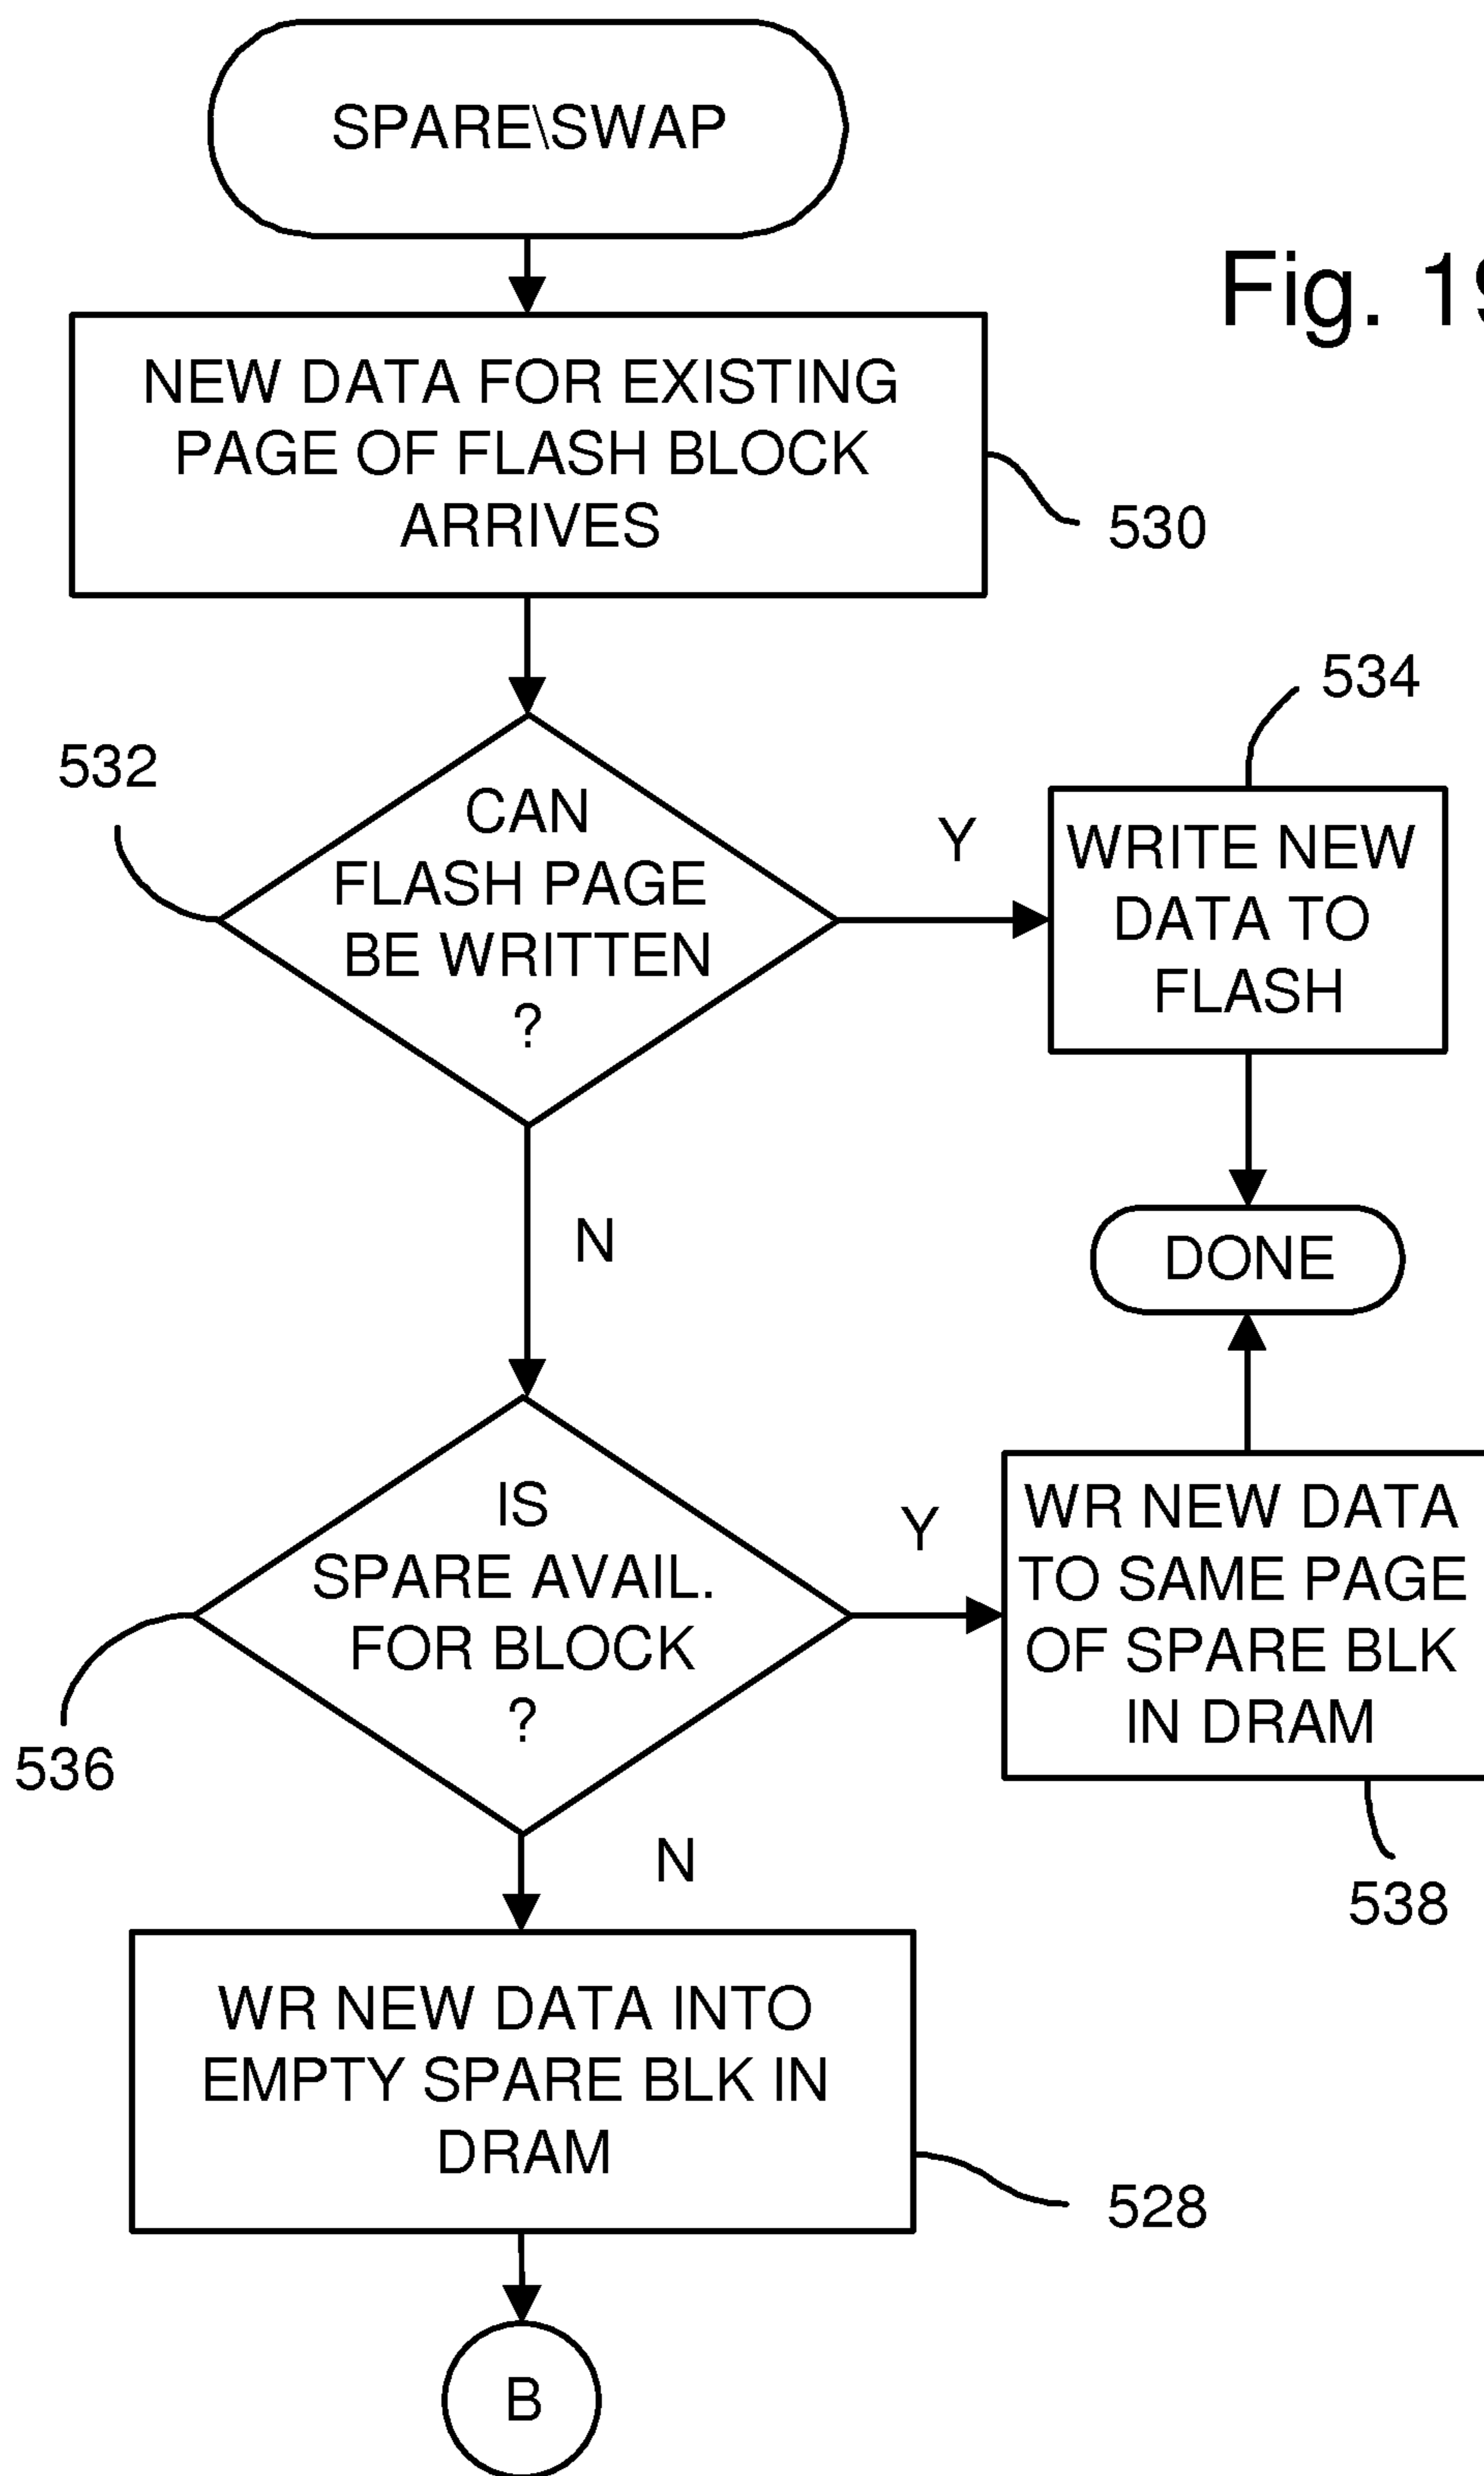 SPARE\SWAP
Fig. 19
NEW DATA FOR EXISTING
PAGE OF FLASH BLOCK
ARRIVES
530
534
532
CAN
FLASH PAGE
BE WRITTEN
?
Y
WRITE NEW
DATA TO
FLASH
N
DONE
IS
SPARE AVAIL.
FOR BLOCK
?
Y
WR NEW DATA
TO SAME PAGE
OF SPARE BLK
IN DRAM
536
N
538
WR NEW DATA INTO
EMPTY SPARE BLK IN
DRAM
528
B